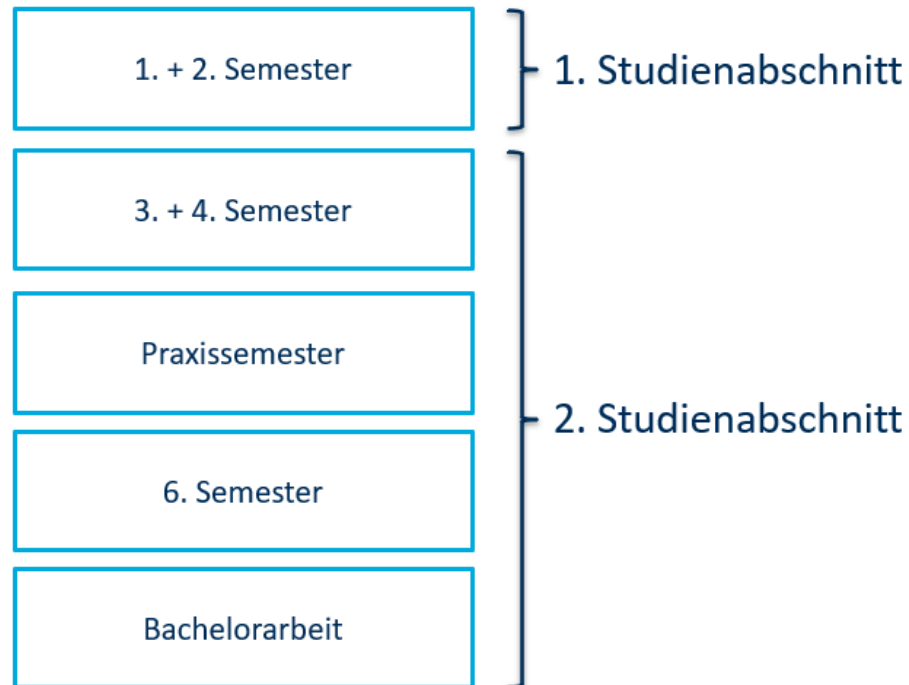 1. + 2. Semester
1. Studienabschnitt
3. + 4. Semester
Praxissemester
2. Studienabschnitt
6. Semester
Bachelorarbeit